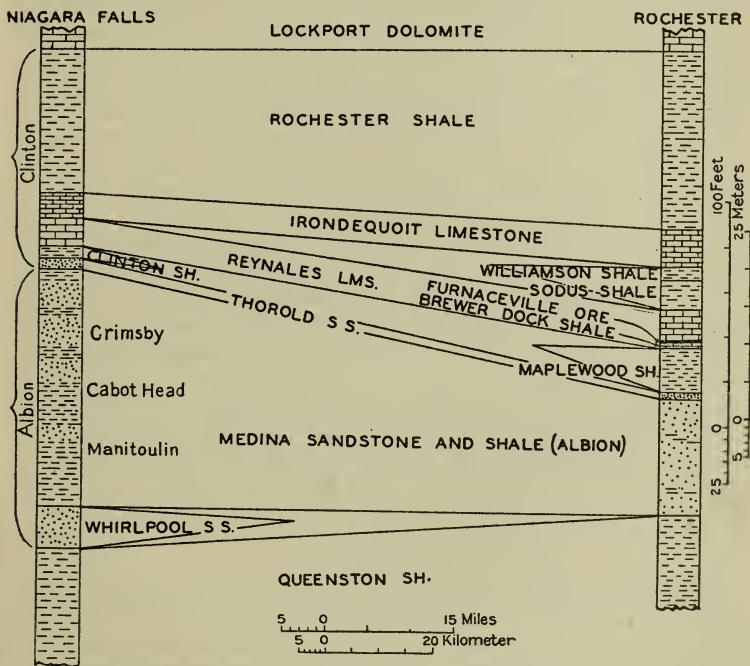 NIAGARA FALLS
ROCHESTER
LOCKPORT DOLOMITE
ROCHESTER SHALE
Clinton
100 Feet
25 Meters
IRONDEQUOIT LIMESTONE
WILLIAMSON SHALE
CLINTON SH.
REYNALES LMS.
SODUS-SHALE
FURNACEVILLE ORE
BREWER DOCK SHALE
THOROLD S S.
Grimsby
MAPLEWOOD SH.
Cabot Head
Albion
MEDINA SANDSTONE AND SHALE (ALBION)
Manitoulin
0
0
5
25
WHIRLPOOL S S.
QUEENSTON SH.
5 0 15 Miles
5 0 20 Kilometer